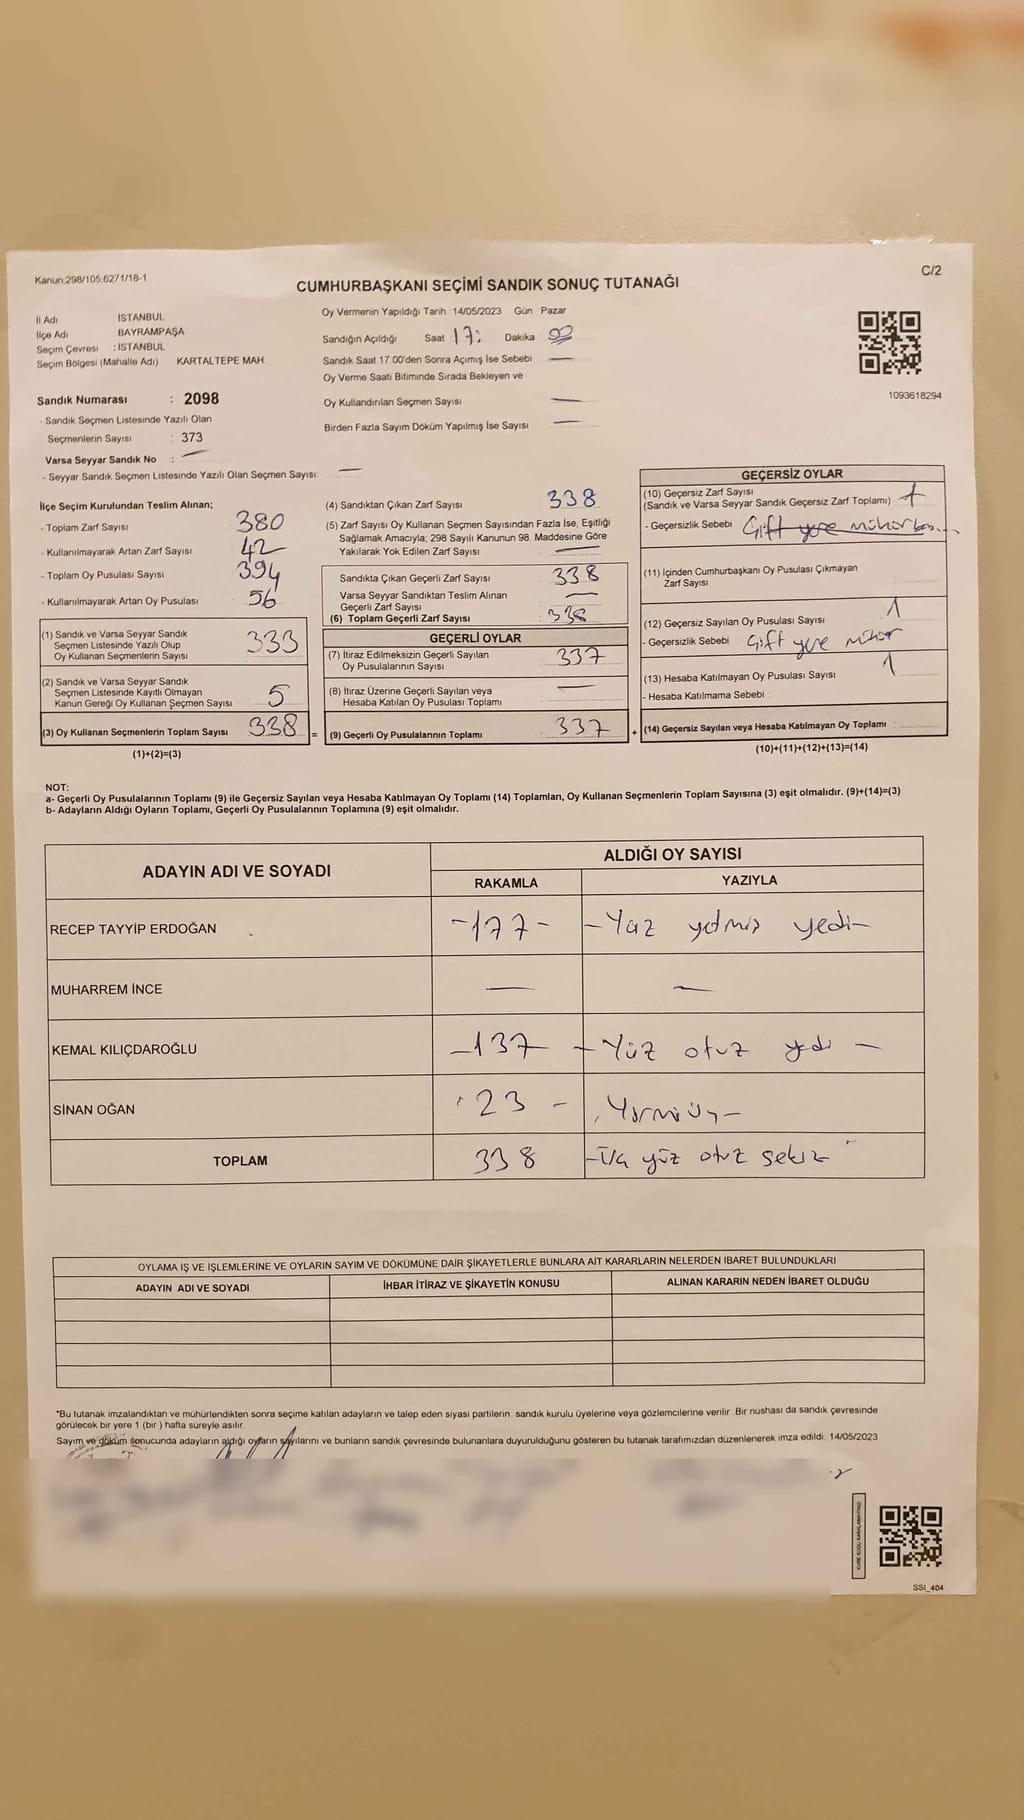 Kanun:298/105:6271/18-1
C/2
CUMHURBAŞKANI SEÇİMİ SANDIK SONUÇ TUTANAĞI
İl Adı İSTANBUL
İlçe Adı BAYRAMPAŞA
Seçim Çevresi : İSTANBUL
Seçim Bölgesi (Mahalle Adı) KARTALTEPE MAH.
Sandık Numarası : 2098
- Sandık Seçmen Listesinde Yazılı Olan
Seçmenlerin Sayısı : 373
Varsa Seyyar Sandık No : —
- Seyyar Sandık Seçmen Listesinde Yazılı Olan Seçmen Sayısı: —
Oy Vermenin Yapıldığı Tarih 14/05/2023 Gün Pazar
Sandığın Açıldığı Saat 17: Dakika 00
Sandık Saat 17.00'den Sonra Açımış İse Sebebi —
Oy Verme Saati Bitiminde Sırada Bekleyen ve
Oy Kullandırılan Seçmen Sayısı —
Birden Fazla Sayım Döküm Yapılmış İse Sayısı —
1093618294
İlçe Seçim Kurulundan Teslim Alınan;
- Toplam Zarf Sayısı 380
- Kullanılmayarak Artan Zarf Sayısı 42
- Toplam Oy Pusulası Sayısı 394
- Kullanılmayarak Artan Oy Pusulası 56
(1) Sandık ve Varsa Seyyar Sandık
Seçmen Listesinde Yazılı Olup
Oy Kullanan Seçmenlerin Sayısı 333
(2) Sandık ve Varsa Seyyar Sandık
Seçmen Listesinde Kayıtlı Olmayan
Kanun Gereği Oy Kullanan Seçmen Sayısı 5
(3) Oy Kullanan Seçmenlerin Toplam Sayısı 338 =
(1)+(2)=(3)
(4) Sandıktan Çıkan Zarf Sayısı 338
(5) Zarf Sayısı Oy Kullanan Seçmen Sayısından Fazla İse, Eşitliği
Sağlamak Amacıyla; 298 Sayılı Kanunun 98. Maddesine Göre
Yakılarak Yok Edilen Zarf Sayısı —
Sandıkta Çıkan Geçerli Zarf Sayısı 338
Varsa Seyyar Sandıktan Teslim Alınan
Geçerli Zarf Sayısı —
(6) Toplam Geçerli Zarf Sayısı 338
GEÇERLİ OYLAR
(7) İtiraz Edilmeksizin Geçerli Sayılan
Oy Pusulalarının Sayısı 337
(8) İtiraz Üzerine Geçerli Sayılan veya
Hesaba Katılan Oy Pusulası Toplamı —
(9) Geçerli Oy Pusulalarının Toplamı 337 +
GEÇERSİZ OYLAR
(10) Geçersiz Zarf Sayısı
(Sandık ve Varsa Seyyar Sandık Geçersiz Zarf Toplamı) 1
- Geçersizlik Sebebi Çift yere
(11) İçinden Cumhurbaşkanı Oy Pusulası Çıkmayan
Zarf Sayısı
(12) Geçersiz Sayılan Oy Pusulası Sayısı 1
- Geçersizlik Sebebi Çift yere mühür
(13) Hesaba Katılmayan Oy Pusulası Sayısı 1
- Hesaba Katılmama Sebebi :
(14) Geçersiz Sayılan veya Hesaba Katılmayan Oy Toplamı
(10)+(11)+(12)+(13)=(14)
NOT:
a- Geçerli Oy Pusulalarının Toplamı (9) ile Geçersiz Sayılan veya Hesaba Katılmayan Oy Toplamı (14) Toplamları, Oy Kullanan Seçmenlerin Toplam Sayısına (3) eşit olmalıdır. (9)+(14)=(3)
b- Adayların Aldığı Oyların Toplamı, Geçerli Oy Pusulalarının Toplamına (9) eşit olmalıdır.
ADAYIN ADI VE SOYADI
ALDIĞI OY SAYISI
RAKAMLA YAZIYLA
RECEP TAYYİP ERDOĞAN -177- -Yüz yetmiş yedi-
MUHARREM İNCE — —
KEMAL KILIÇDAROĞLU -137- -Yüz otuz yedi -
SİNAN OĞAN 23 - Yirmi üç -
TOPLAM 338 -Üç yüz otuz sekiz
OYLAMA İŞ VE İŞLEMLERİNE VE OYLARIN SAYIM VE DÖKÜMÜNE DAİR ŞİKAYETLERLE BUNLARA AİT KARARLARIN NELERDEN İBARET BULUNDUKLARI
ADAYIN ADI VE SOYADI İHBAR İTİRAZ VE ŞİKAYETİN KONUSU ALINAN KARARIN NEDEN İBARET OLDUĞU
*Bu tutanak imzalandıktan ve mühürlendikten sonra seçime katılan adayların ve talep eden siyasi partilerin sandık kurulu üyelerine veya gözlemcilerine verilir. Bir nüshası da sandık çevresinde
görülecek bir yere 1 (bir ) hafta süreyle asılır.
Sayım ve döküm sonucunda adayların aldığı oyların sayılarını ve bunların sandık çevresinde bulunanlara duyurulduğunu gösteren bu tutanak tarafımızdan düzenlenerek imza edildi. 14/05/2023
SSI_404